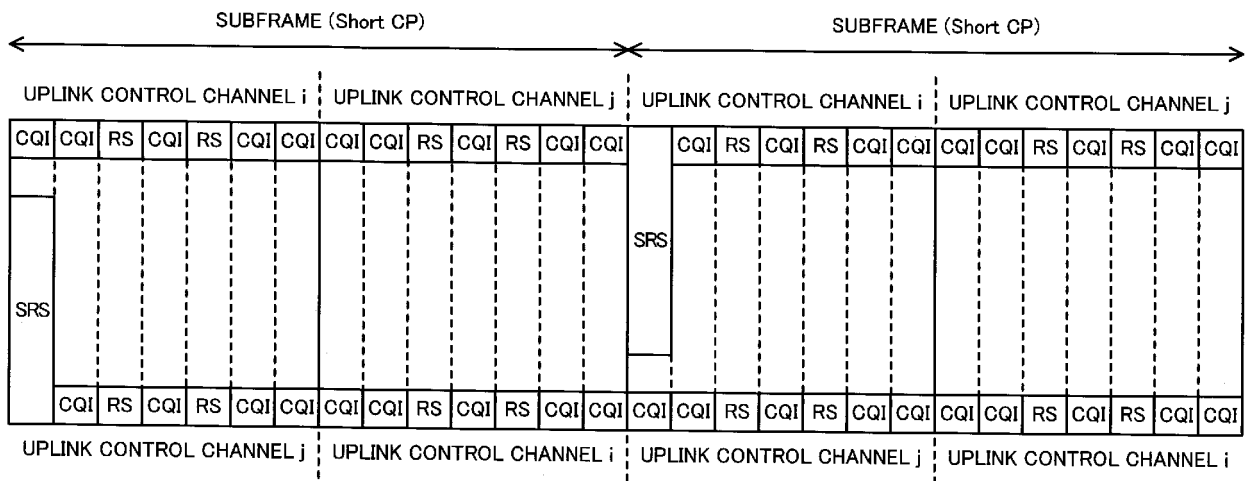 SUBFRAME (Short CP) SUBFRAME (Short CP)
UPLINK CONTROL CHANNEL i UPLINK CONTROL CHANNEL j UPLINK CONTROL CHANNEL i UPLINK CONTROL CHANNEL j
CQI CQI RS CQI RS CQI CQI CQI CQI RS CQI RS CQI CQI CQI RS CQI RS CQI CQI CQI CQI RS CQI RS CQI CQI
SRS
SRS
CQI RS CQI RS CQI CQI CQI CQI RS CQI RS CQI CQI CQI CQI RS CQI RS CQI CQI CQI CQI RS CQI RS CQI CQI
UPLINK CONTROL CHANNEL j UPLINK CONTROL CHANNEL i UPLINK CONTROL CHANNEL j UPLINK CONTROL CHANNEL i